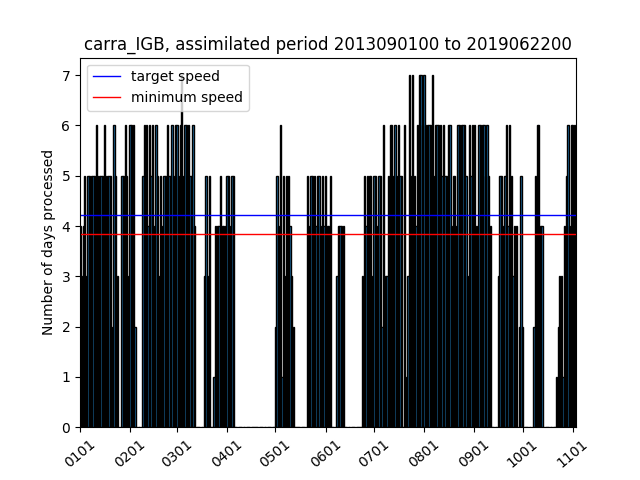 carra_IGB, assimilated period 2013090100 to 2019062200
target speed
minimum speed
Number of days processed
7
6
5
4
3
2
1
0
0101 0201 0301 0401 0501 0601 0701 0801 0901 1001 1101